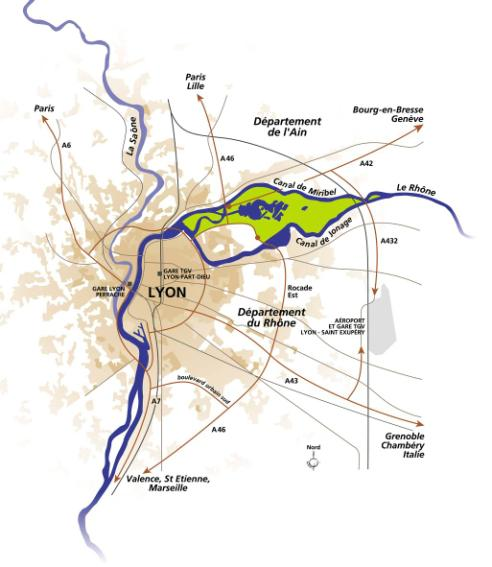 Paris
Lille
Paris
La Saône
A6
Département
de l'Ain
Bourg-en-Bresse
Genève
A46
A42
Canal de Miribel
Le Rhône
Canal de Jonage
A432
GARE TGV
LYON-PART-DIEU
GARE LYON
PERRACHE
LYON
Rocade
Est
Département
du Rhône
AÉROPORT
ET GARE TGV
LYON - SAINT EXUPÉRY
boulevard urbain sud
A43
A7
A46
Grenoble
Chambéry
Italie
Nord
Valence, St Etienne,
Marseille